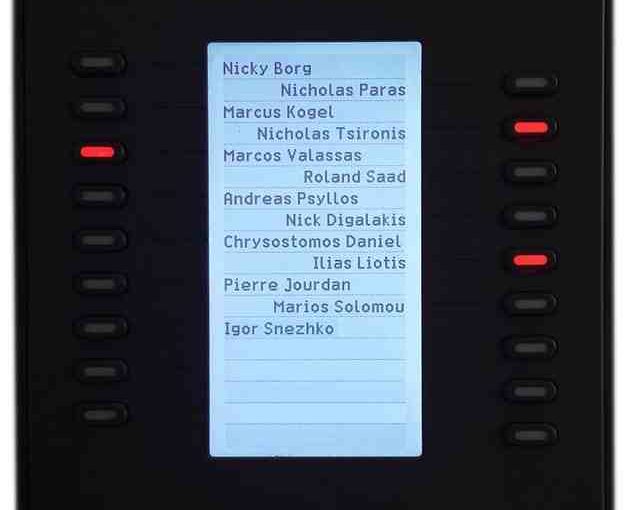 Nicky Borg
Nicholas Paras
Marcus Kogel
Nicholas Tsironis
Marcos Valassas
Roland Saad
Andreas Psyllos
Nick Digalakis
Chrysostomos Daniel
Ilias Liotis
Pierre Jourdan
Marios Solomou
Igor Snezhko